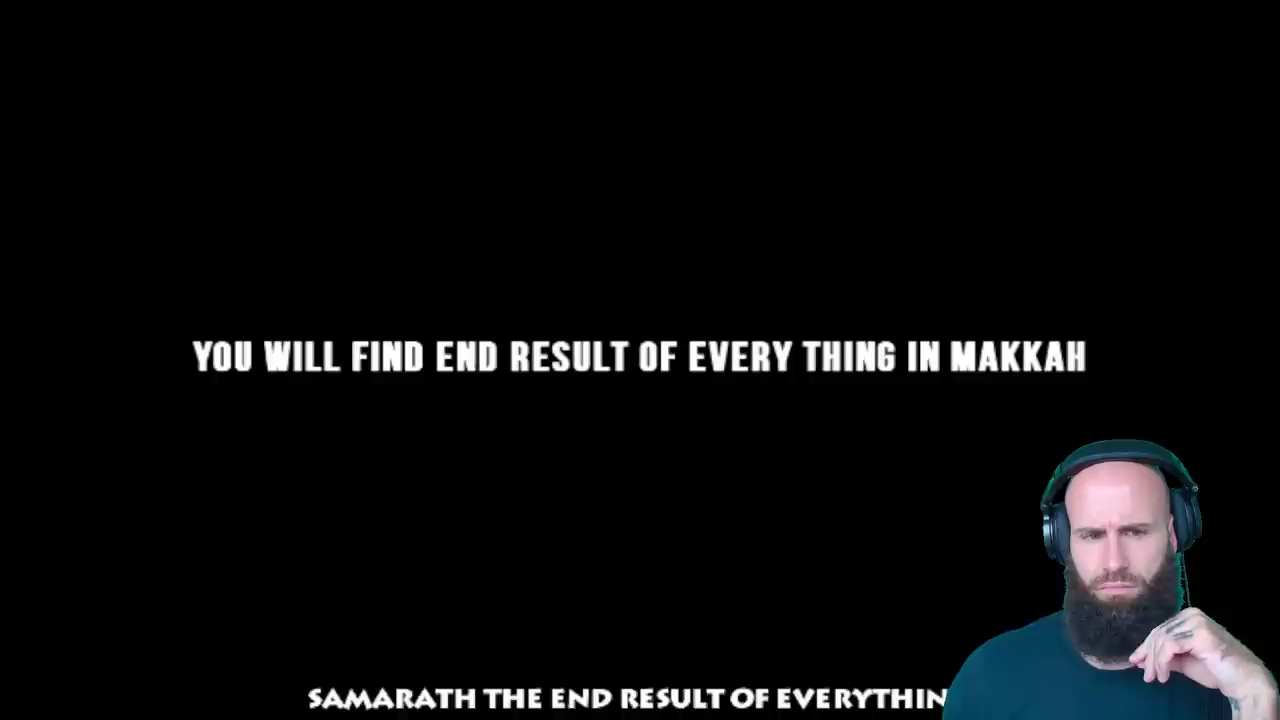 YOU WILL FIND END RESULT OF EVERY THING IN MAKKAH
SAMARATH THE END RESULT OF EVERYTHIN